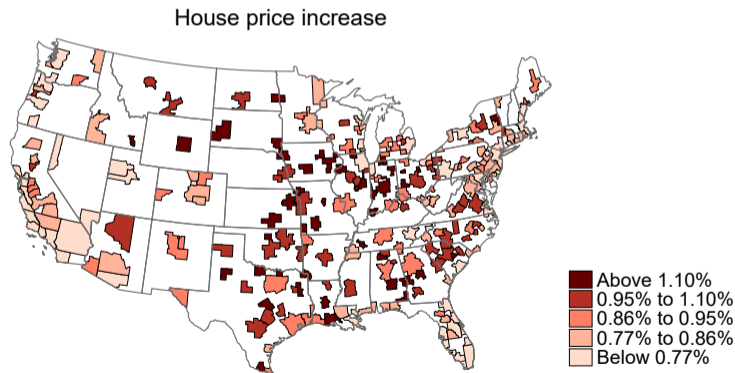 House price increase
Above 1.10%
0.95% to 1.10%
0.86% to 0.95%
0.77% to 0.86%
Below 0.77%